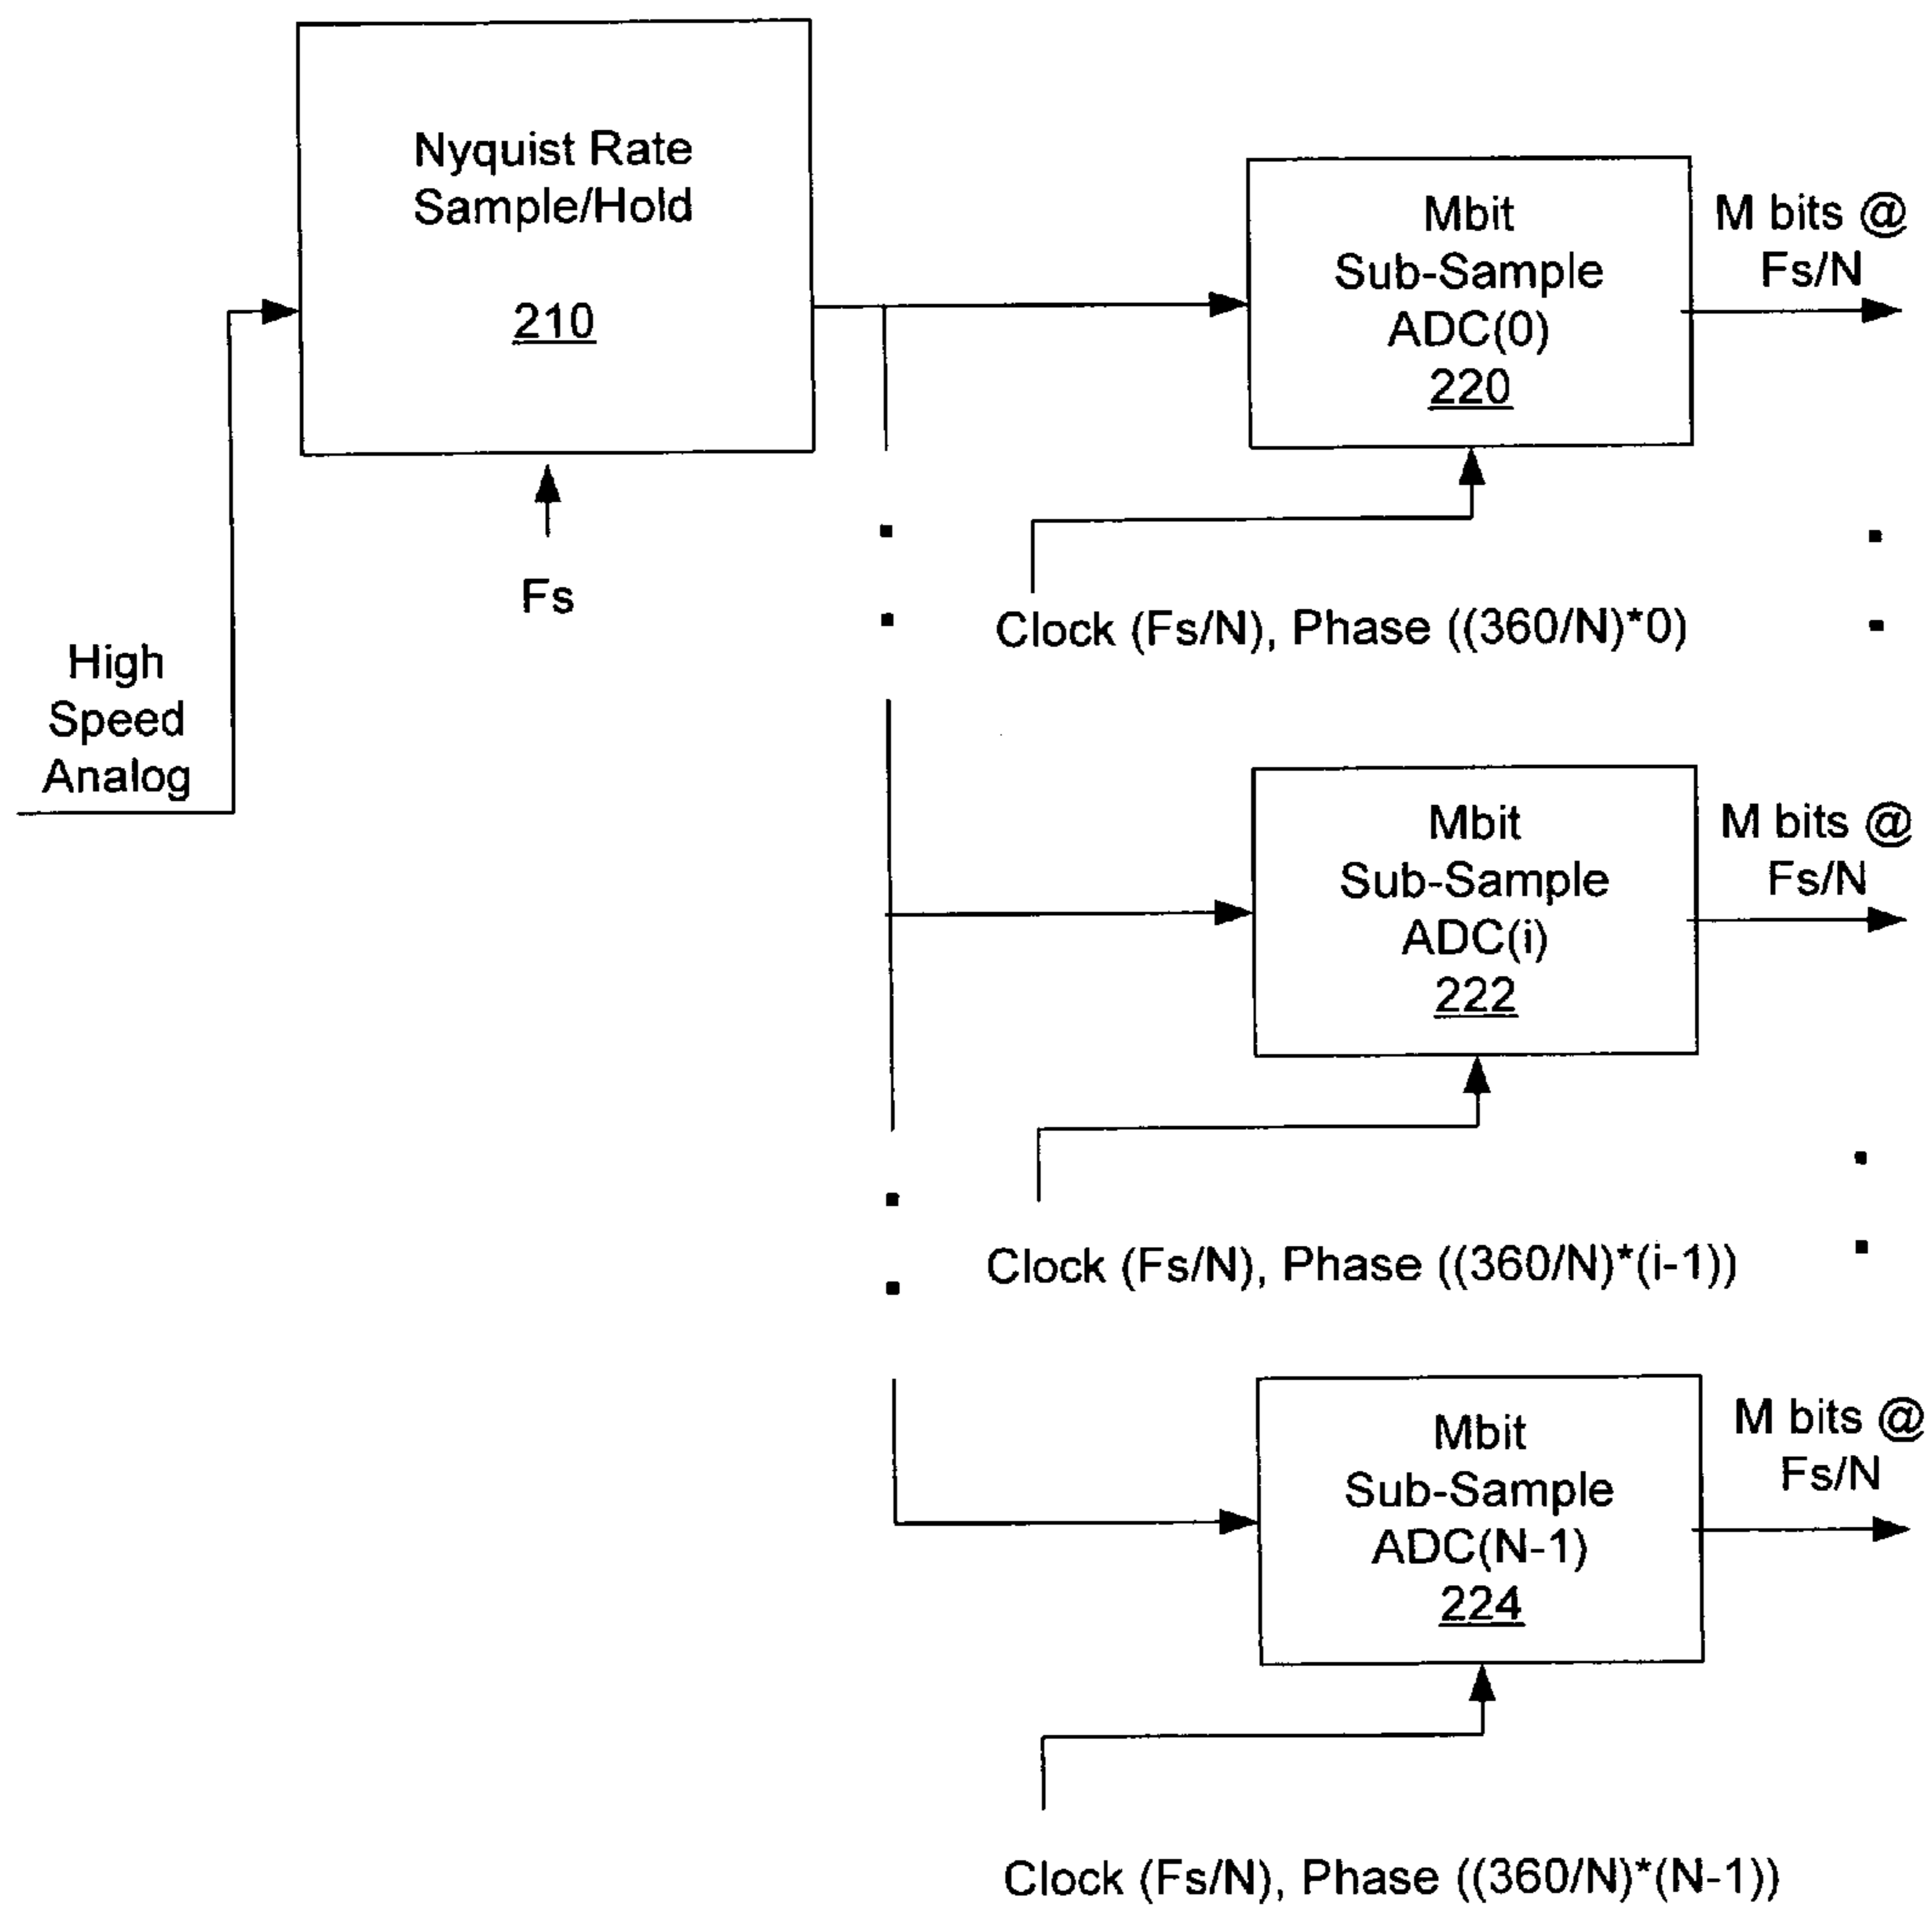 Nyquist Rate
Sample/Hold
210
Fs
High
Speed
Analog
Mbit
Sub-Sample
ADC(0)
220
M bits @
Fs/N
Clock (Fs/N), Phase ((360/N)*0)
Mbit
Sub-Sample
ADC(i)
222
M bits @
Fs/N
Clock (Fs/N), Phase ((360/N)*(i-1))
Mbit
Sub-Sample
ADC(N-1)
224
M bits @
Fs/N
Clock (Fs/N), Phase ((360/N)*(N-1))